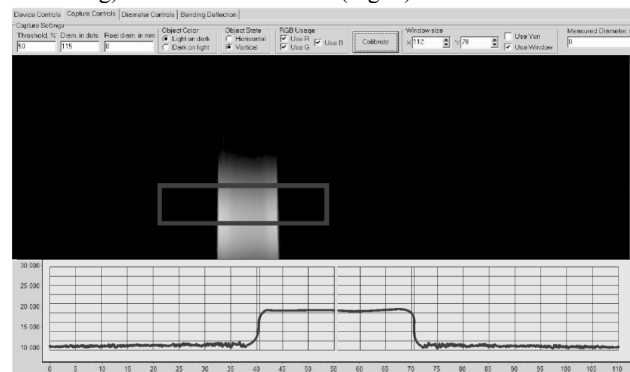 Device Controls Capture Controls Diameter Controls Bending Deflection
Capture Settings
Threshold, % Diam. in dots Real diam. in mm Object Color Object State RGB Usage Window size Measured Diameter,
50 115 0 Light on dark Horisontal Use R Use B Calibrate X 112 Y 78 Use Yuri 0
Dark on light Vertical Use G Use Window
30 000
25 000
20 000
15 000
10 000
0 5 10 15 20 25 30 35 40 45 50 55 60 65 70 75 80 85 90 95 100 110